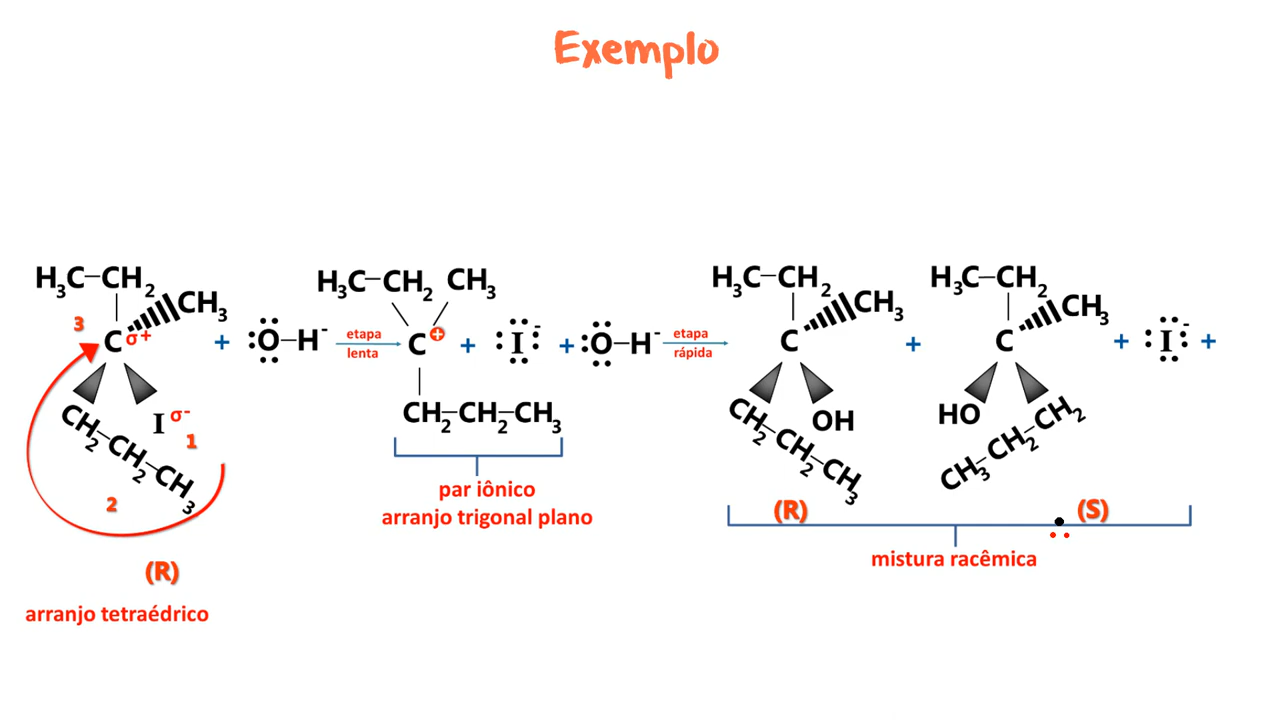 Exemplo
H₃C–CH₂
CH₃
3
C σ+
I σ-
1
CH₂–CH₂–CH₃
2
(R)
arranjo tetraédrico
+
:O–H⁻
etapa
lenta
H₃C–CH₂ CH₃
C +
CH₂–CH₂–CH₃
par iônico
arranjo trigonal plano
+
:I:⁻
+
:O–H⁻
etapa
rápida
H₃C–CH₂
CH₃
C
OH
CH₂–CH₂–CH₃
(R)
+
H₃C–CH₂
CH₃
C
HO
CH₃–CH₂–CH₂
(S)
mistura racêmica
+
:I:⁻
+